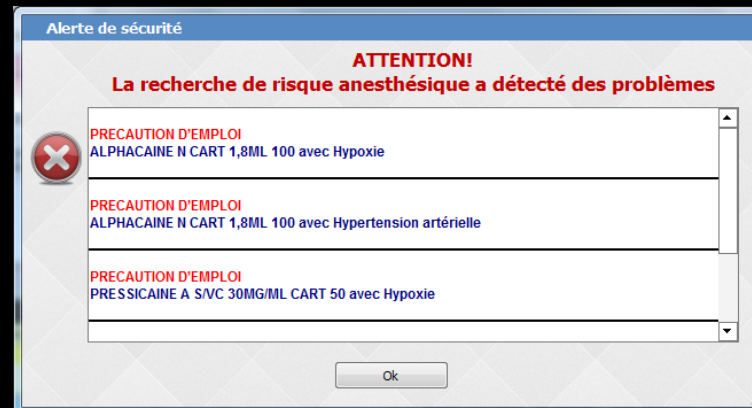 Alerte de sécurité
ATTENTION!
La recherche de risque anesthésique a détecté des problèmes
PRECAUTION D'EMPLOI
ALPHACAINE N CART 1,8ML 100 avec Hypoxie
PRECAUTION D'EMPLOI
ALPHACAINE N CART 1,8ML 100 avec Hypertension artérielle
PRECAUTION D'EMPLOI
PRESSICAINE A S/VC 30MG/ML CART 50 avec Hypoxie
Ok